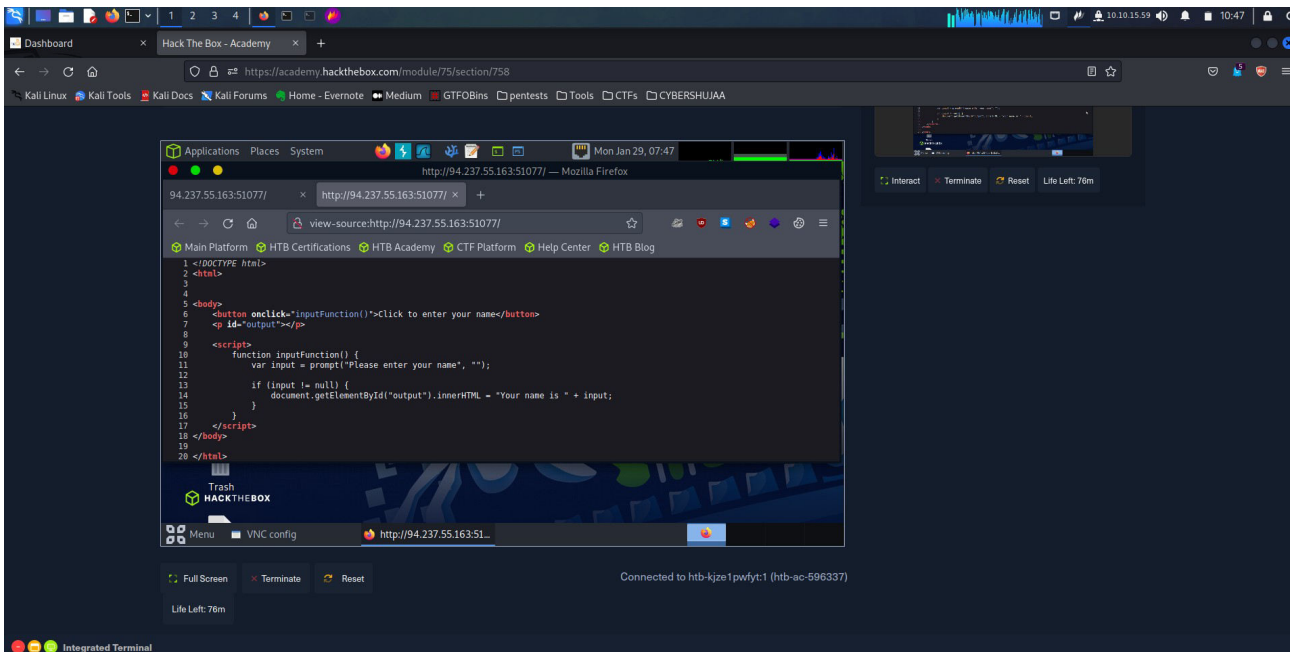 1 2 3 4
10.10.15.59
10:47
Dashboard
Hack The Box - Academy
https://academy.hackthebox.com/module/75/section/758
Kali Linux Kali Tools Kali Docs Kali Forums Home - Evernote Medium GTFOBins pentests Tools CTFs CYBERSHUJAA
Applications Places System Mon Jan 29, 07:47
http://94.237.55.163:51077/ — Mozilla Firefox
94.237.55.163:51077/
http://94.237.55.163:51077/
view-source:http://94.237.55.163:51077/
Main Platform HTB Certifications HTB Academy CTF Platform Help Center HTB Blog
1 <!DOCTYPE html>
2 <html>
3
4
5 <body>
6 <button onclick="inputFunction()">Click to enter your name</button>
7 <p id="output"></p>
8
9 <script>
10 function inputFunction() {
11 var input = prompt("Please enter your name", "");
12
13 if (input != null) {
14 document.getElementById("output").innerHTML = "Your name is " + input;
15 }
16 }
17 </script>
18 </body>
19
20 </html>
Trash
HACKTHEBOX
Menu VNC config http://94.237.55.163:51...
Interact Terminate Reset Life Left: 76m
Full Screen Terminate Reset
Connected to htb-kjze1pwfyt:1 (htb-ac-596337)
Life Left: 76m
Integrated Terminal